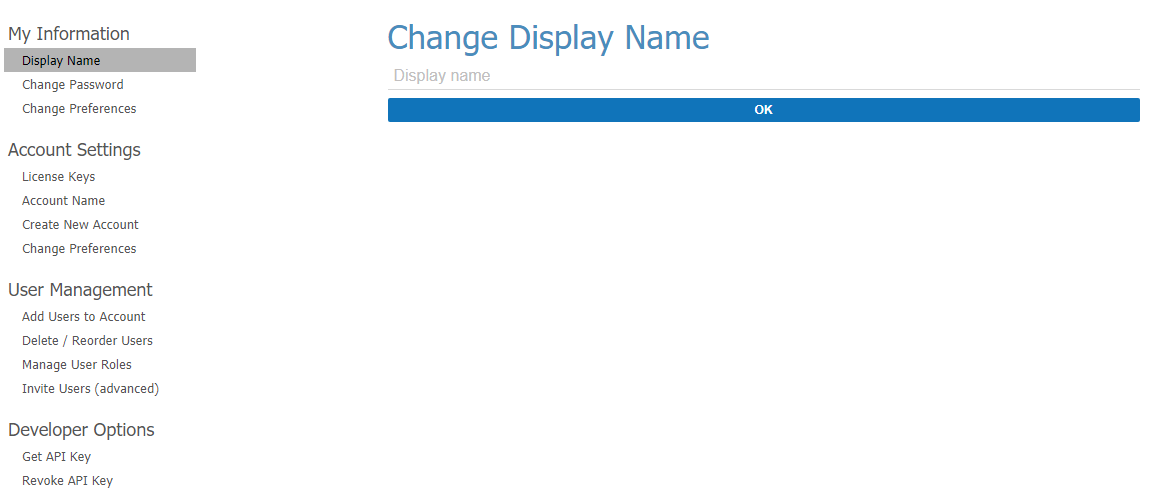 My Information
Display Name
Change Password
Change Preferences
Account Settings
License Keys
Account Name
Create New Account
Change Preferences
User Management
Add Users to Account
Delete / Reorder Users
Manage User Roles
Invite Users (advanced)
Developer Options
Get API Key
Revoke API Key
Change Display Name
Display name
OK